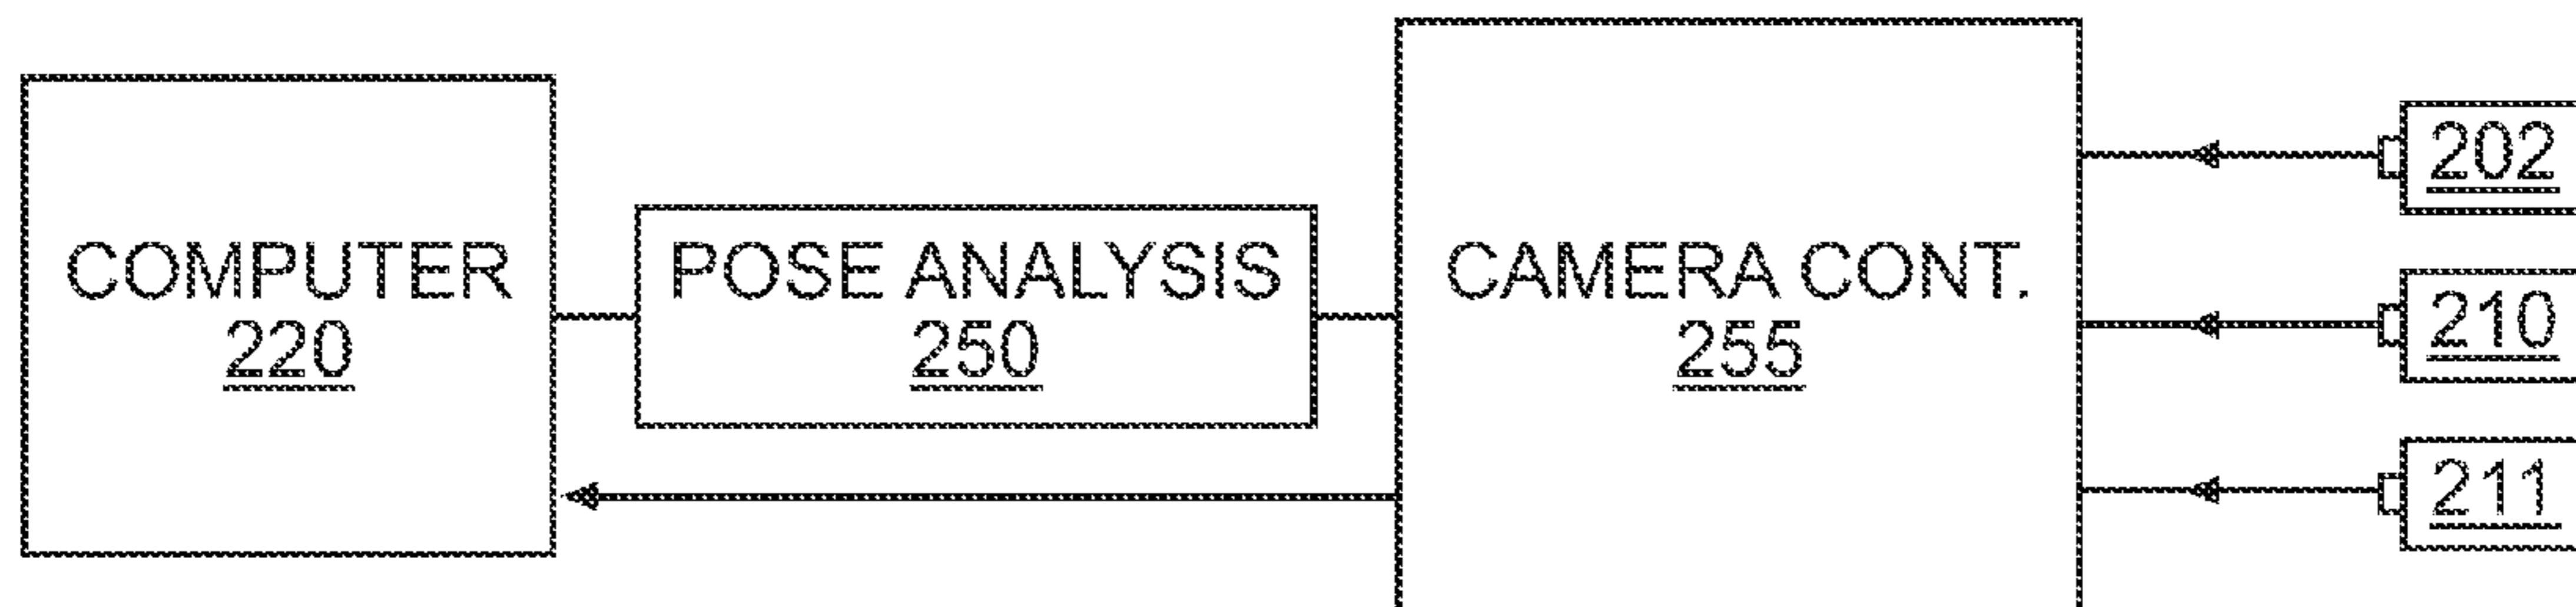 COMPUTER
220
POSE ANALYSIS
250
CAMERA CONT.
255
202
210
211